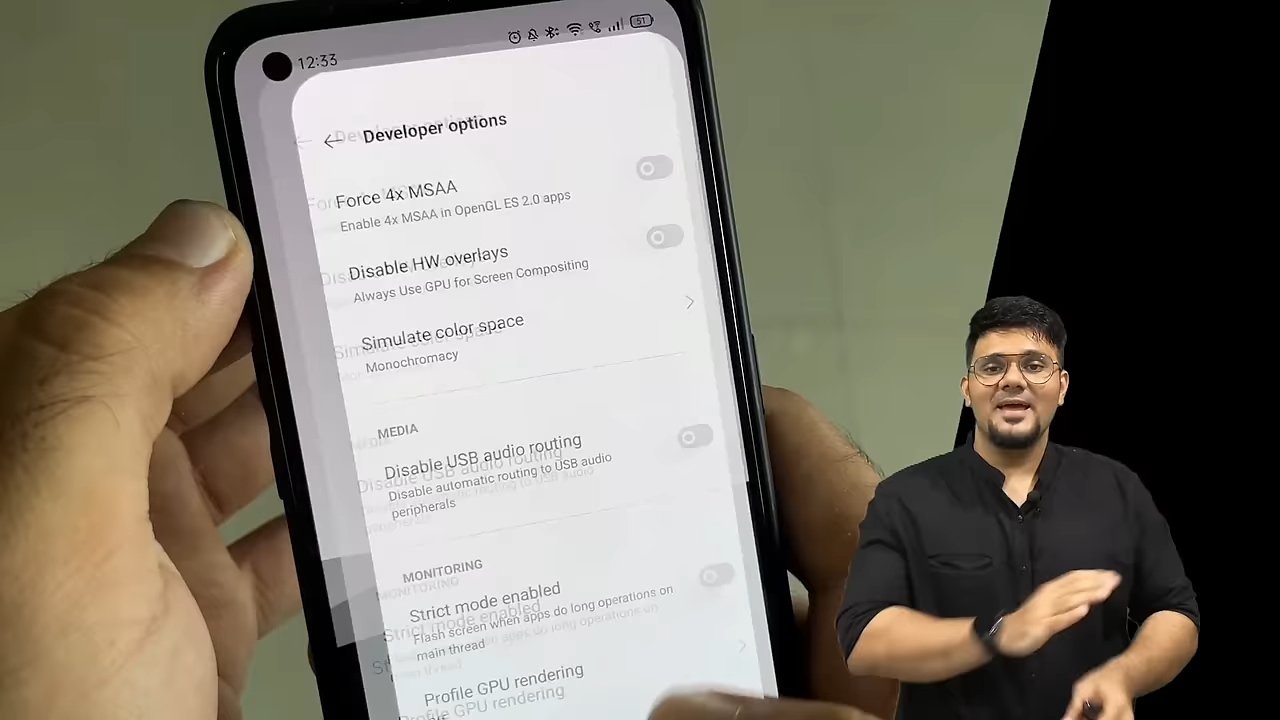 12:33
51
Developer options
Force 4x MSAA
Enable 4x MSAA in OpenGL ES 2.0 apps
Disable HW overlays
Always Use GPU for Screen Compositing
Simulate color space
Monochromacy
MEDIA
Disable USB audio routing
Disable automatic routing to USB audio
peripherals
MONITORING
Strict mode enabled
Flash screen when apps do long operations on
main thread
Profile GPU rendering